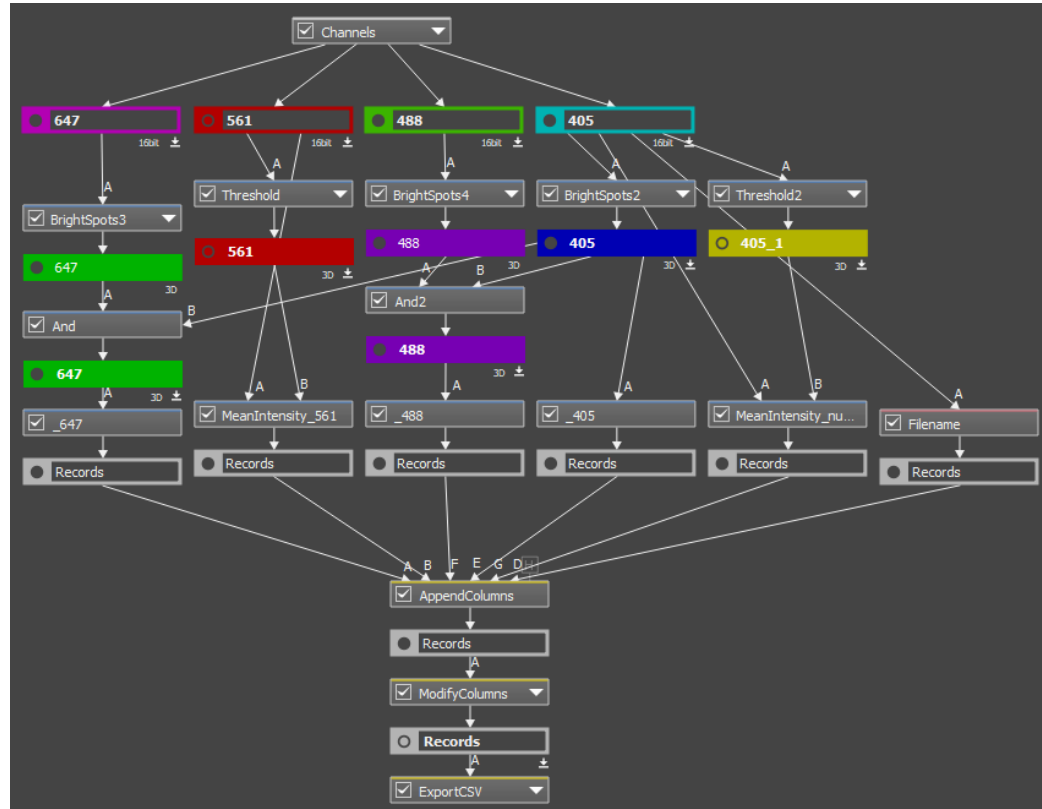 Channels
647
561
488
405
16bit
16bit
16bit
16bit
A
A
A
A
Threshold
BrightSpots4
BrightSpots2
Threshold2
A
BrightSpots3
561
488
405
405_1
3D
3D
3D
3D
A
B
647
3D
A
B
And2
And
488
3D
647
3D
A
A
B
A
A
A
B
A
_647
MeanIntensity_561
_488
_405
MeanIntensity_nu...
Filename
Records
Records
Records
Records
Records
Records
A
B
F
E
G
D
H
AppendColumns
Records
A
ModifyColumns
Records
A
ExportCSV